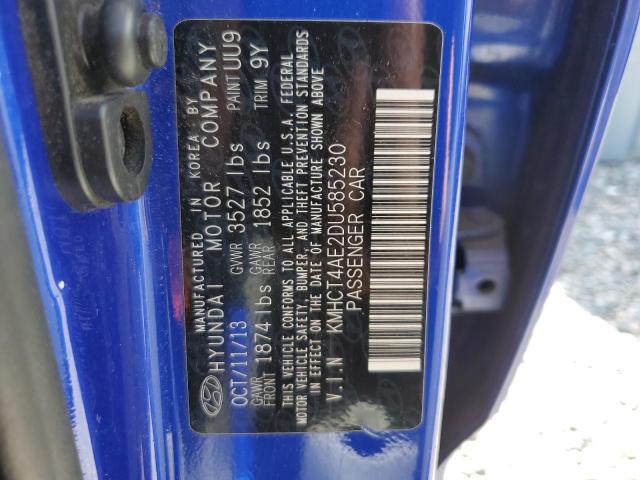 MANUFACTURED IN KOREA BY
HYUNDAI MOTOR COMPANY
OCT/11/13 GVWR 3527 lbs PAINT UU9
GAWR FRONT 1874 lbs GAWR REAR 1852 lbs TRIM 9Y
THIS VEHICLE CONFORMS TO ALL APPLICABLE U.S.A. FEDERAL
MOTOR VEHICLE SAFETY, BUMPER, AND THEFT PREVENTION STANDARDS
IN EFFECT ON THE DATE OF MANUFACTURE SHOWN ABOVE
V.I.N KMHCT4AE2DU585230
PASSENGER CAR